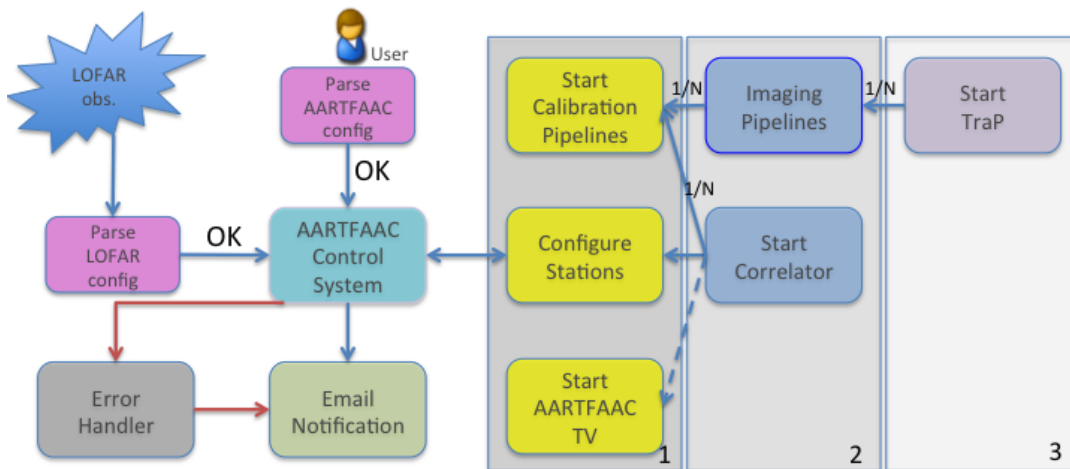 LOFAR
obs.
User
Parse
AARTFAAC
config
OK
Parse
LOFAR
config
OK
AARTFAAC
Control
System
Error
Handler
Email
Notification
Start
Calibration
Pipelines
1/N
Imaging
Pipelines
1/N
Start
TraP
1/N
Configure
Stations
Start
Correlator
Start
AARTFAAC
TV
1
2
3